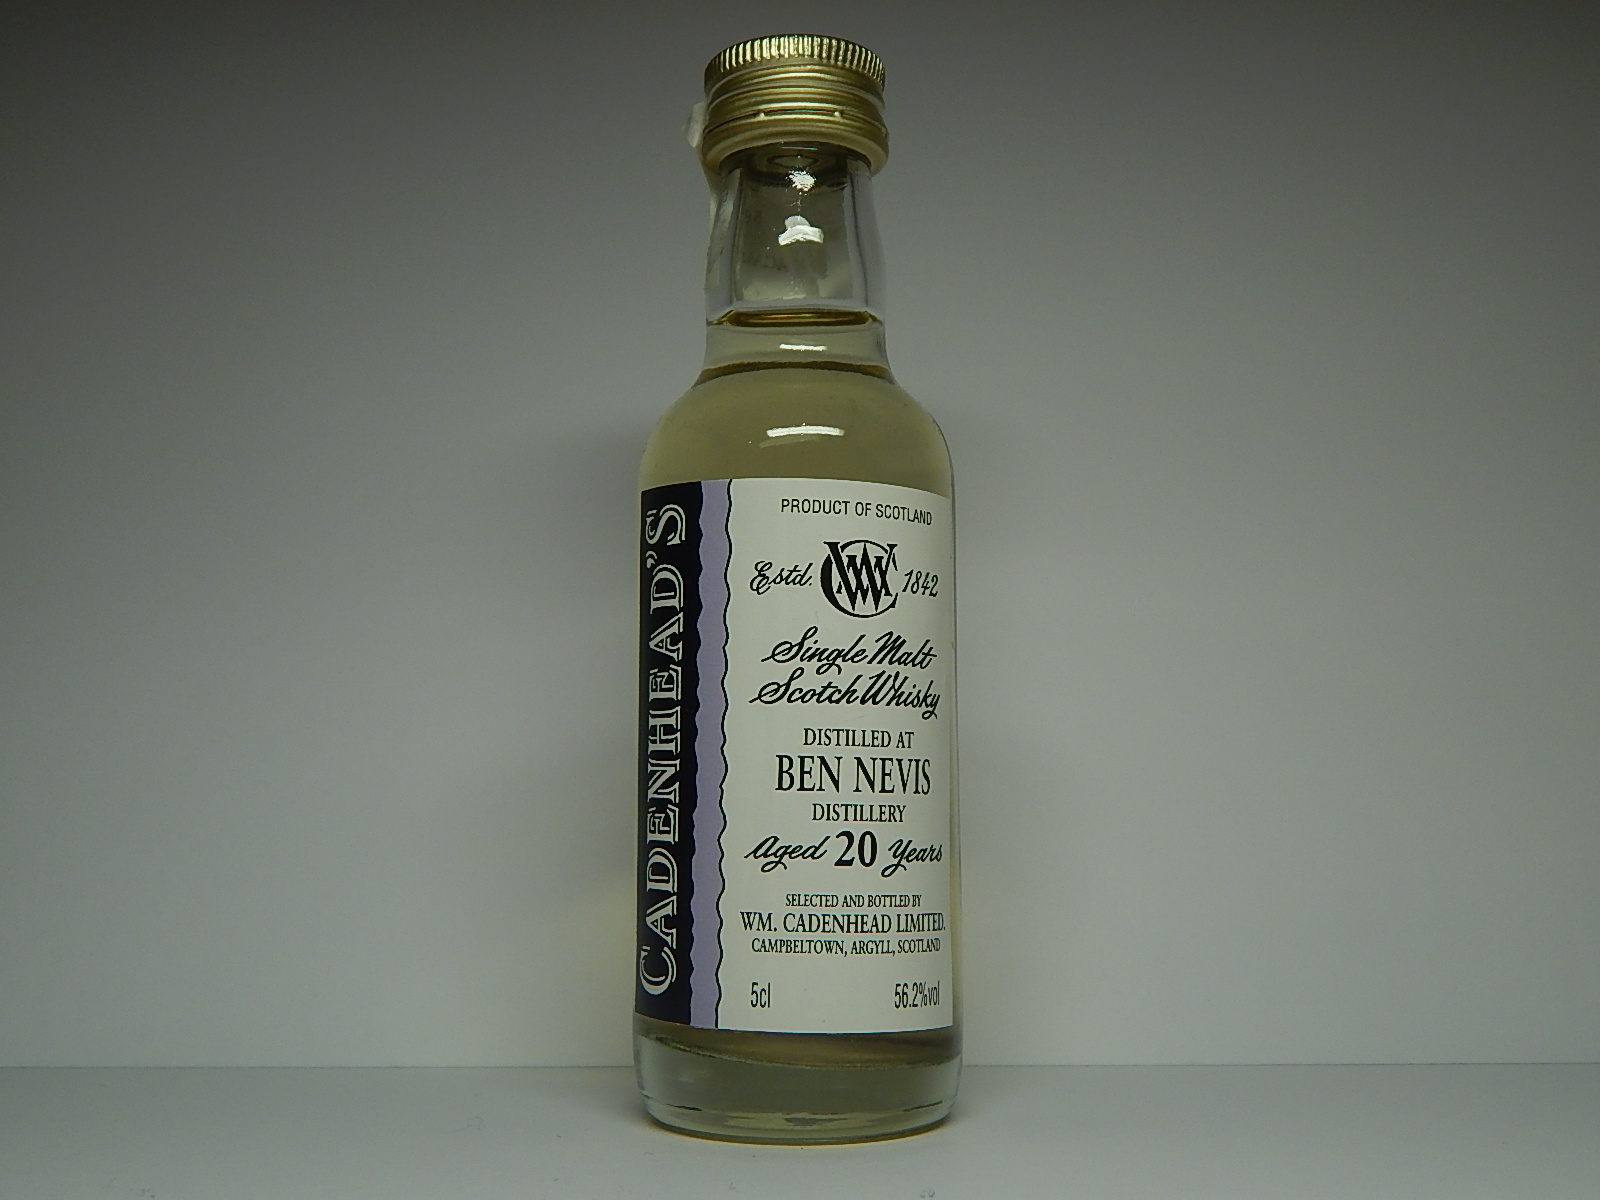 CADENHEAD'S
PRODUCT OF SCOTLAND
Estd. WC 1842
Single Malt
Scotch Whisky
DISTILLED AT
BEN NEVIS
DISTILLERY
Aged 20 Years
SELECTED AND BOTTLED BY
WM. CADENHEAD LIMITED.
CAMPBELTOWN, ARGYLL, SCOTLAND
5cl 56.2%vol